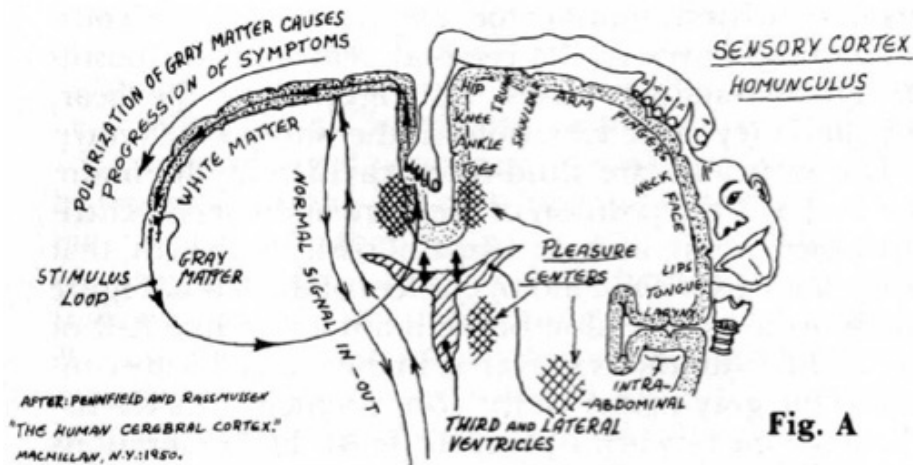 POLARIZATION OF GRAY MATTER CAUSES
PROGRESSION OF SYMPTOMS
WHITE MATTER
GRAY
MATTER
STIMULUS
LOOP
NORMAL SIGNAL IN-OUT
AFTER: PENNFIELD AND RASSMUSSEN
"THE HUMAN CEREBRAL CORTEX."
MACMILLAN, N.Y.: 1950.
SENSORY CORTEX
HOMUNCULUS
HIP
TRUNK
SHOULDER
ARM
FINGERS
KNEE
ANKLE
TOES
NECK
FACE
PLEASURE
CENTERS
LIPS
TONGUE
LARYNX
INTRA-
ABDOMINAL
THIRD AND LATERAL
VENTRICLES
Fig. A